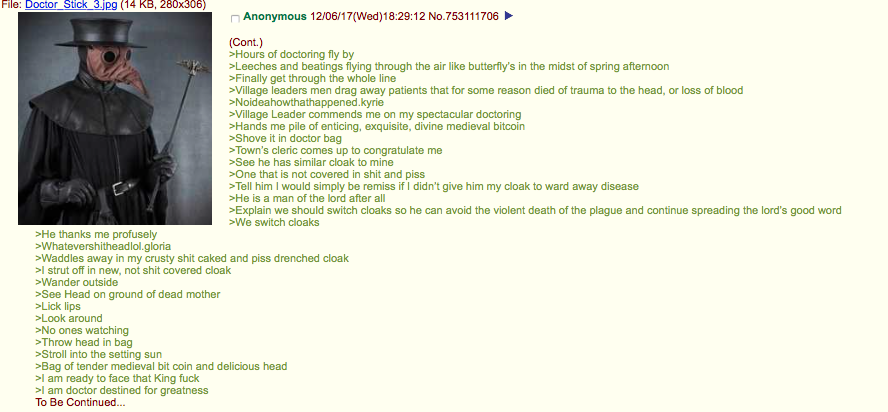 File: Doctor_Stick_3.jpg (14 KB, 280x306)
Anonymous 12/06/17(Wed)18:29:12 No.753111706
(Cont.)
>Hours of doctoring fly by
>Leeches and beatings flying through the air like butterfly's in the midst of spring afternoon
>Finally get through the whole line
>Village leaders men drag away patients that for some reason died of trauma to the head, or loss of blood
>Noideahowthathappened.kyrie
>Village Leader commends me on my spectacular doctoring
>Hands me pile of enticing, exquisite, divine medieval bitcoin
>Shove it in doctor bag
>Town's cleric comes up to congratulate me
>See he has similar cloak to mine
>One that is not covered in shit and piss
>Tell him I would simply be remiss if I didn't give him my cloak to ward away disease
>He is a man of the lord after all
>Explain we should switch cloaks so he can avoid the violent death of the plague and continue spreading the lord's good word
>We switch cloaks
>He thanks me profusely
>Whatevershitheadlol.gloria
>Waddles away in my crusty shit caked and piss drenched cloak
>I strut off in new, not shit covered cloak
>Wander outside
>See Head on ground of dead mother
>Lick lips
>Look around
>No ones watching
>Throw head in bag
>Stroll into the setting sun
>Bag of tender medieval bit coin and delicious head
>I am ready to face that King fuck
>I am doctor destined for greatness
To Be Continued...